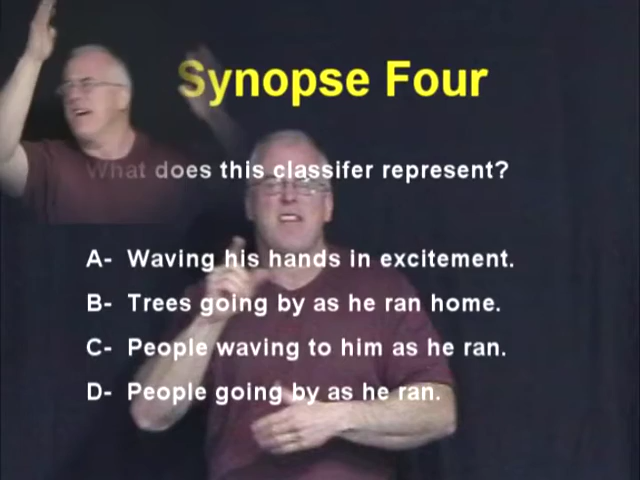 Synopse Four
What does this classifer represent?
A- Waving his hands in excitement.
B- Trees going by as he ran home.
C- People waving to him as he ran.
D- People going by as he ran.